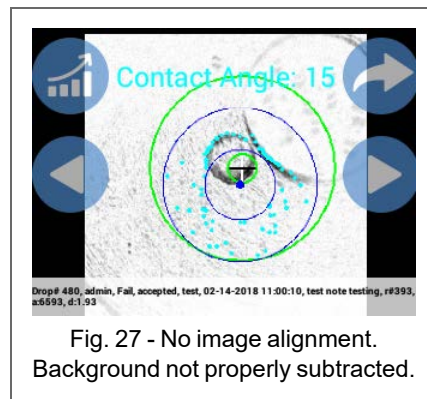 Contact Angle: 15
Drop# 480, admin, Fail, accepted, test, 02-14-2018 11:00:10, test note testing, r#393,
a:6593, d:1.93
Fig. 27 - No image alignment.
Background not properly subtracted.